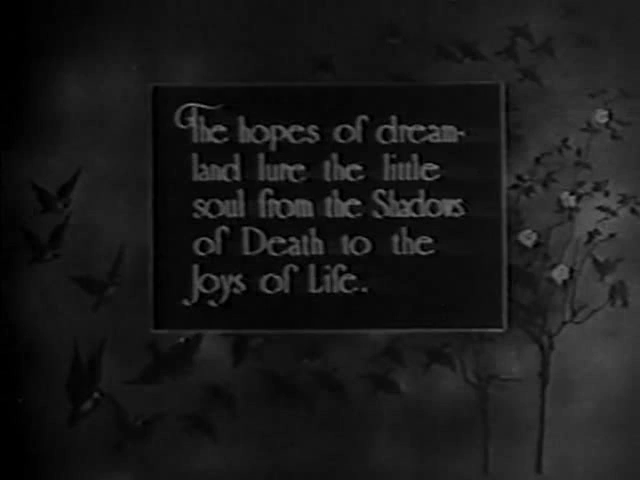 The hopes of dream-
land lure the little
soul from the Shadows
of Death to the
Joys of Life..